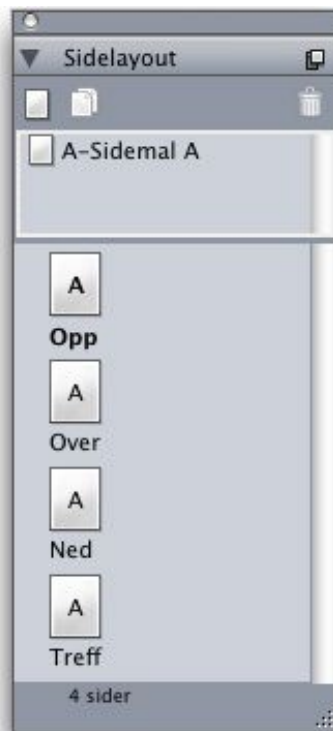 Sidelayout
A-Sidemal A
A
Opp
A
Over
A
Ned
A
Treff
4 sider